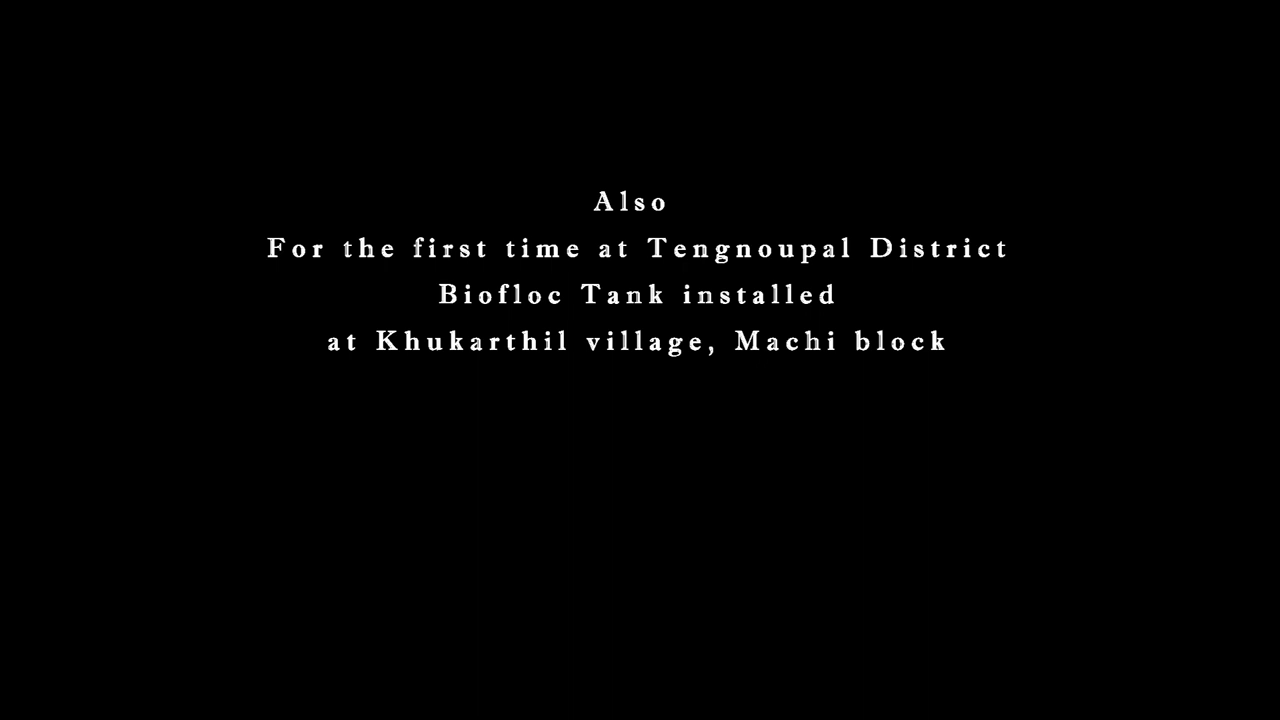 Also
For the first time at Tengnoupal District
Biofloc Tank installed
at Khukarthil village, Machi block